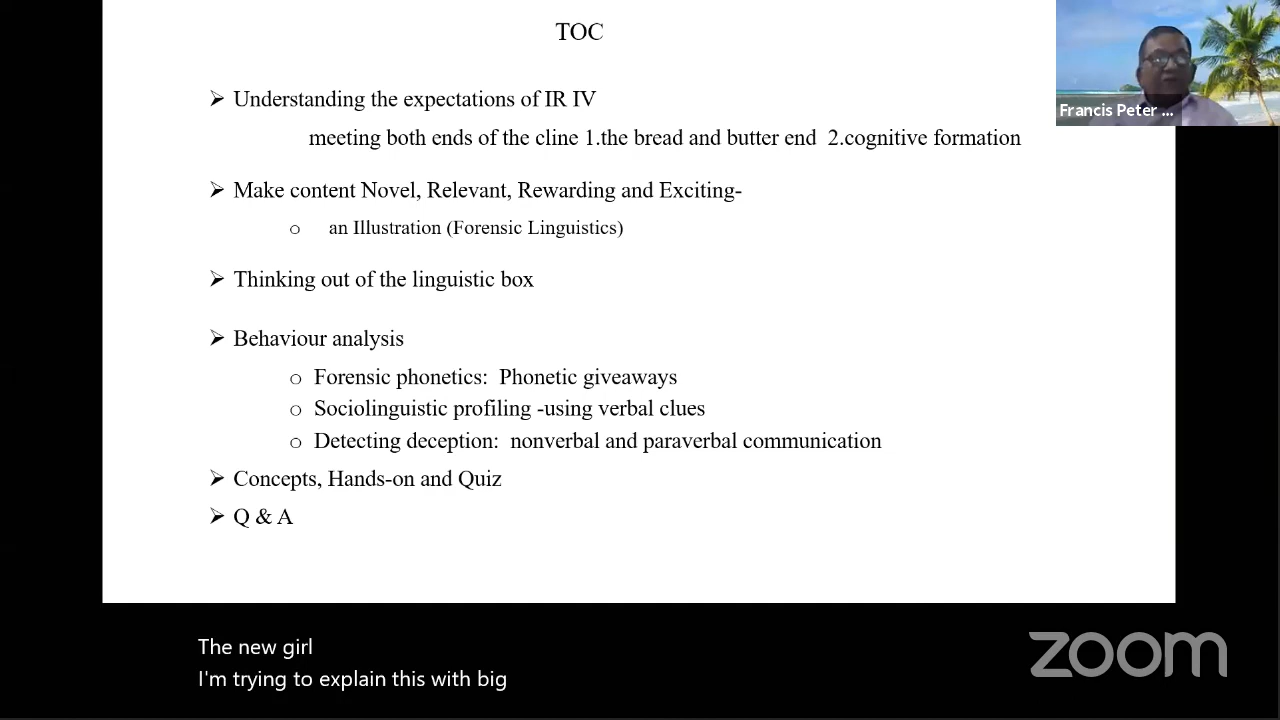 TOC
Understanding the expectations of IR IV
meeting both ends of the cline 1.the bread and butter end 2.cognitive formation
Make content Novel, Relevant, Rewarding and Exciting-
an Illustration (Forensic Linguistics)
Thinking out of the linguistic box
Behaviour analysis
Forensic phonetics: Phonetic giveaways
Sociolinguistic profiling -using verbal clues
Detecting deception: nonverbal and paraverbal communication
Concepts, Hands-on and Quiz
Q & A
Francis Peter ...
The new girl
I'm trying to explain this with big
zoom